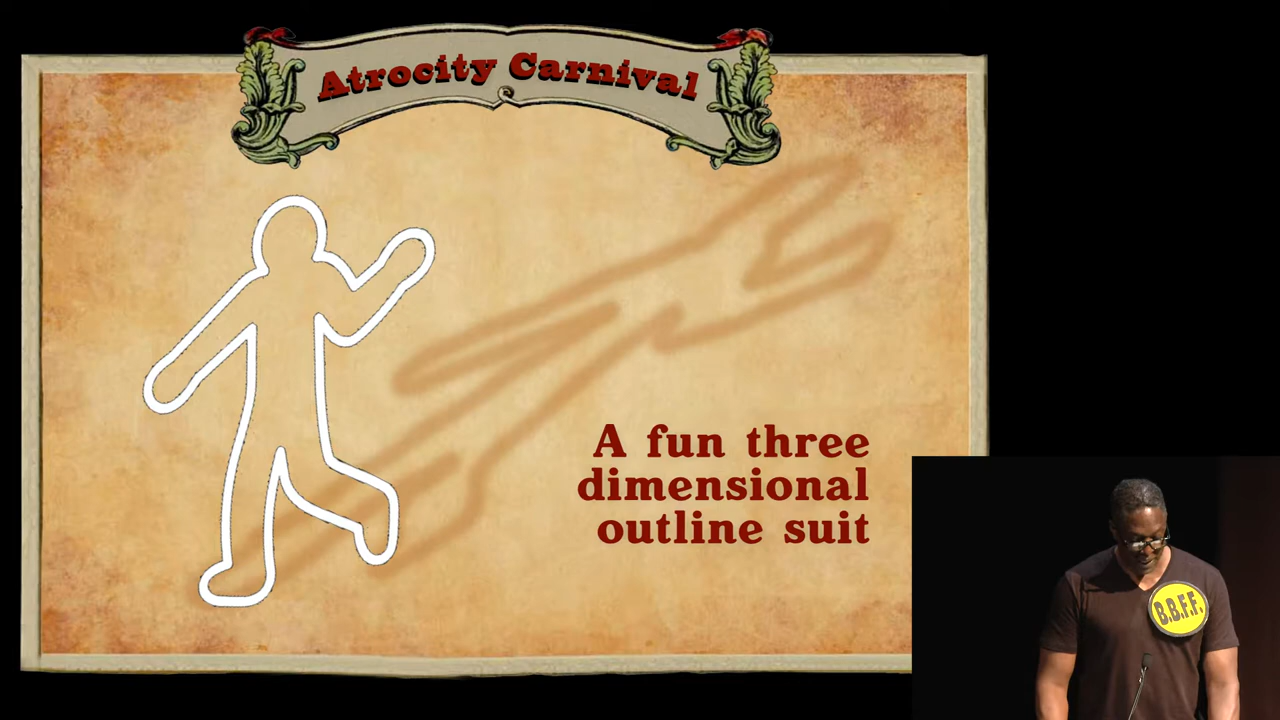 Atrocity Carnival
A fun three
dimensional
outline suit
B.B.F.F.